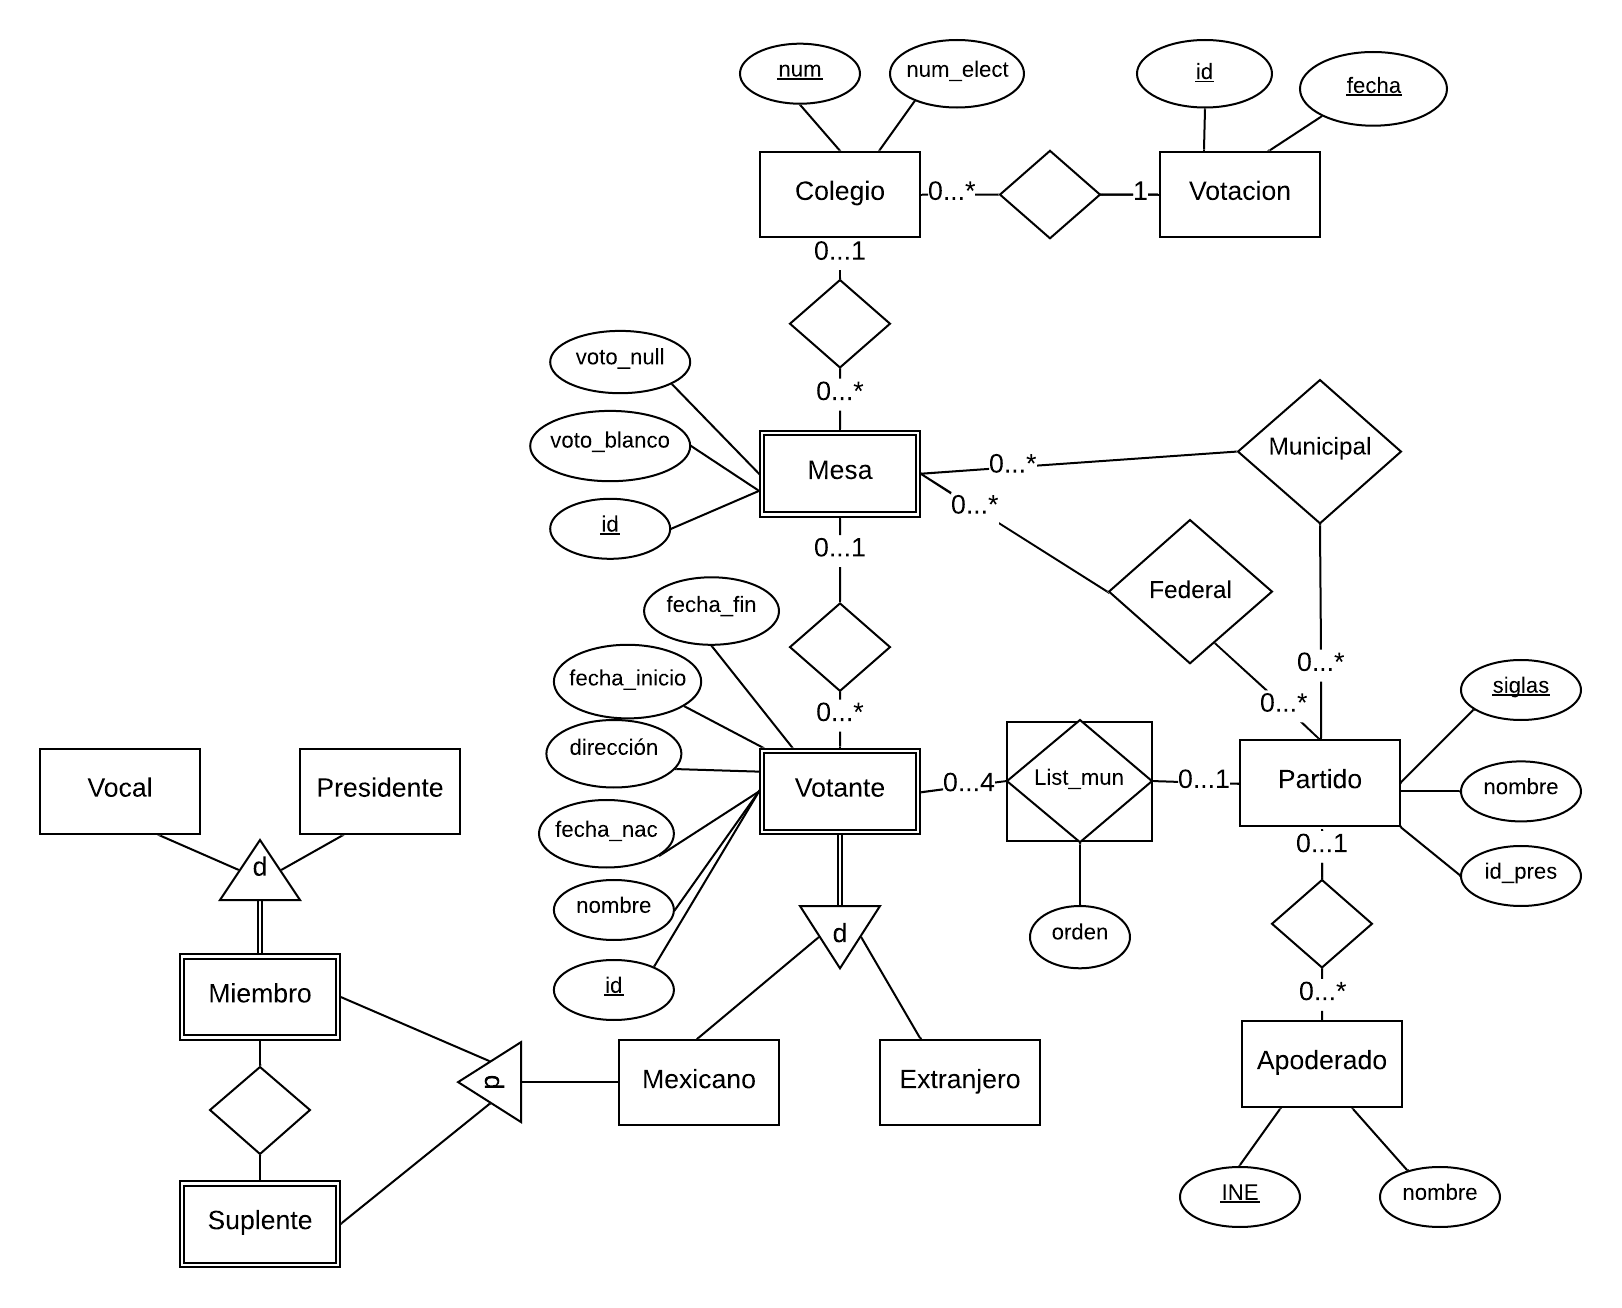 num
num_elect
id
fecha
Colegio
0...*
1
Votacion
0...1
voto_null
0...*
voto_blanco
Mesa
0...*
Municipal
0...*
id
0...1
Federal
fecha_fin
fecha_inicio
0...*
0...*
0...*
siglas
dirección
Vocal
Presidente
Votante
0...4
List_mun
0...1
Partido
nombre
fecha_nac
0...1
d
id_pres
nombre
d
orden
id
Miembro
0...*
p
Mexicano
Extranjero
Apoderado
Suplente
INE
nombre